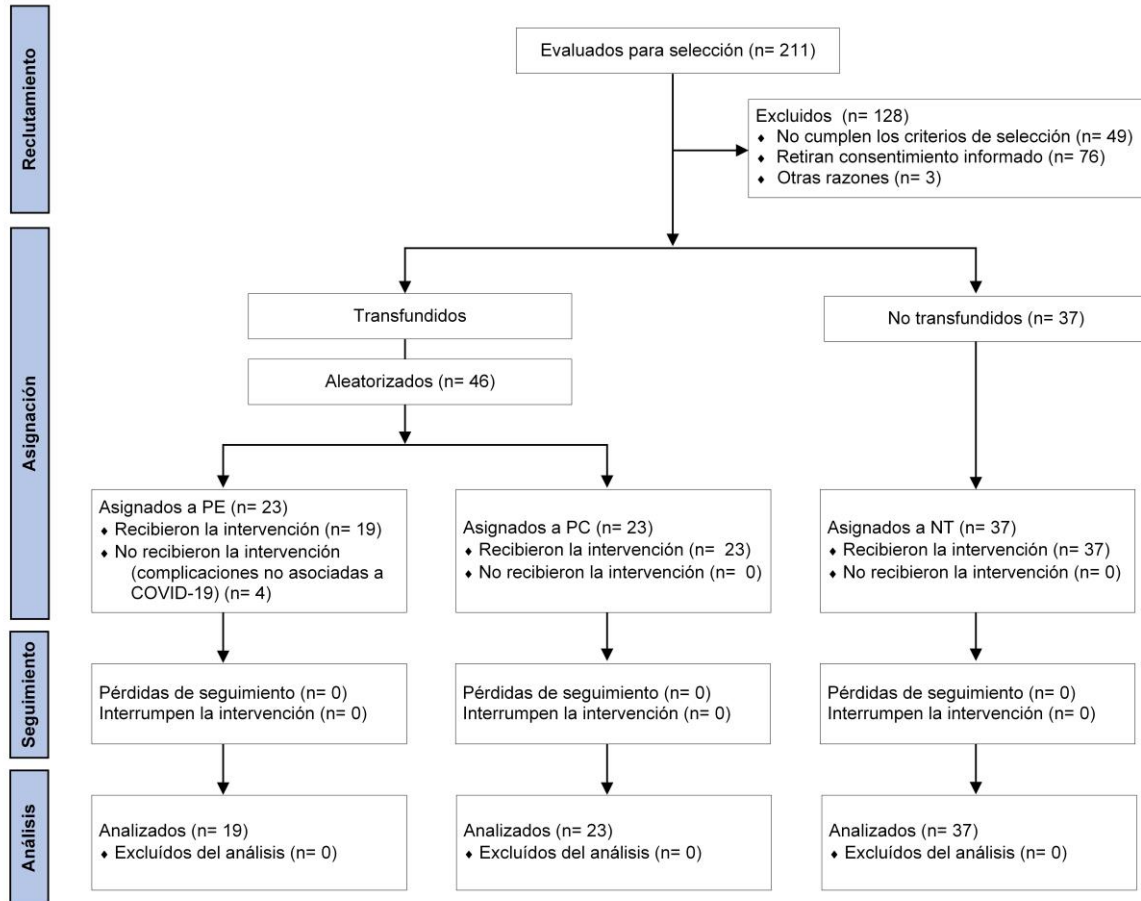 Reclutamiento
Evaluados para selección (n= 211)
Excluidos (n= 128)
♦ No cumplen los criterios de selección (n= 49)
♦ Retiran consentimiento informado (n= 76)
♦ Otras razones (n= 3)
Asignación
Transfundidos
No transfundidos (n= 37)
Aleatorizados (n= 46)
Asignados a PE (n= 23)
♦ Recibieron la intervención (n= 19)
♦ No recibieron la intervención
(complicaciones no asociadas a
COVID-19) (n= 4)
Asignados a PC (n= 23)
♦ Recibieron la intervención (n= 23)
♦ No recibieron la intervención (n= 0)
Asignados a NT (n= 37)
♦ Recibieron la intervención (n= 37)
♦ No recibieron la intervención (n= 0)
Seguimiento
Pérdidas de seguimiento (n= 0)
Interrumpen la intervención (n= 0)
Pérdidas de seguimiento (n= 0)
Interrumpen la intervención (n= 0)
Pérdidas de seguimiento (n= 0)
Interrumpen la intervención (n= 0)
Análisis
Analizados (n= 19)
♦ Excluídos del análisis (n= 0)
Analizados (n= 23)
♦ Excluídos del análisis (n= 0)
Analizados (n= 37)
♦ Excluídos del análisis (n= 0)